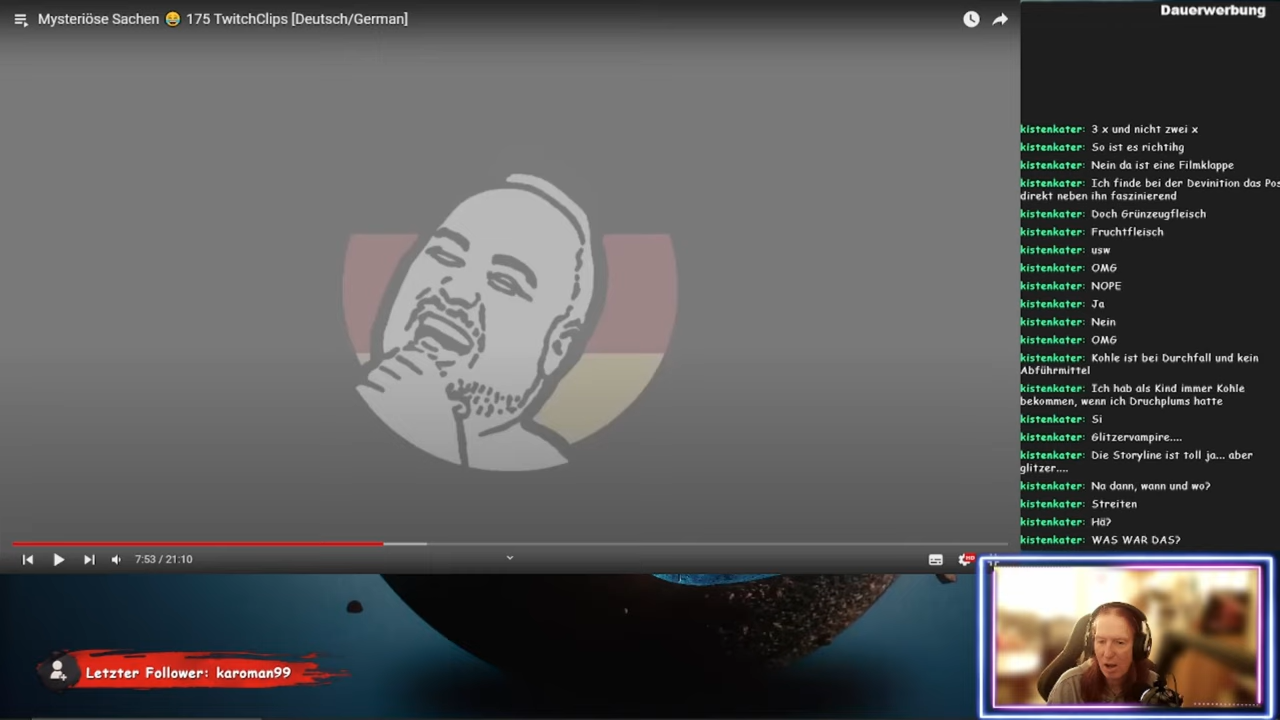 Mysteriöse Sachen 😂 175 TwitchClips [Deutsch/German]
Dauerwerbung
kistenkater: 3 x und nicht zwei x
kistenkater: So ist es richtihg
kistenkater: Nein da ist eine Filmklappe
kistenkater: Ich finde bei der Devinition das Pos
direkt neben ihn faszinierend
kistenkater: Doch Grünzeugfleisch
kistenkater: Fruchtfleisch
kistenkater: usw
kistenkater: OMG
kistenkater: NOPE
kistenkater: Ja
kistenkater: Nein
kistenkater: OMG
kistenkater: Kohle ist bei Durchfall und kein
Abführmittel
kistenkater: Ich hab als Kind immer Kohle
bekommen, wenn ich Druchplums hatte
kistenkater: Si
kistenkater: Glitzervampire....
kistenkater: Die Storyline ist toll ja... aber
glitzer....
kistenkater: Na dann, wann und wo?
kistenkater: Streiten
kistenkater: Hä?
kistenkater: WAS WAR DAS?
7:53 / 21:10
HD
Letzter Follower: karoman99